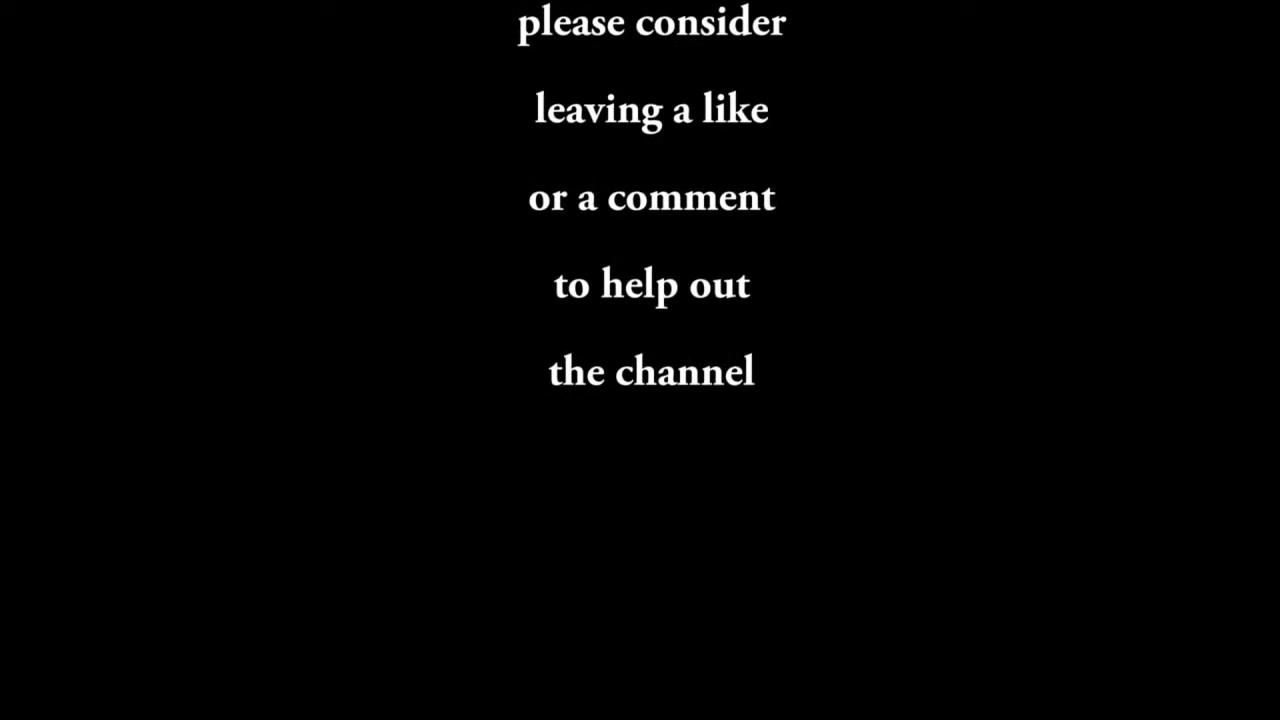 please consider
leaving a like
or a comment
to help out
the channel